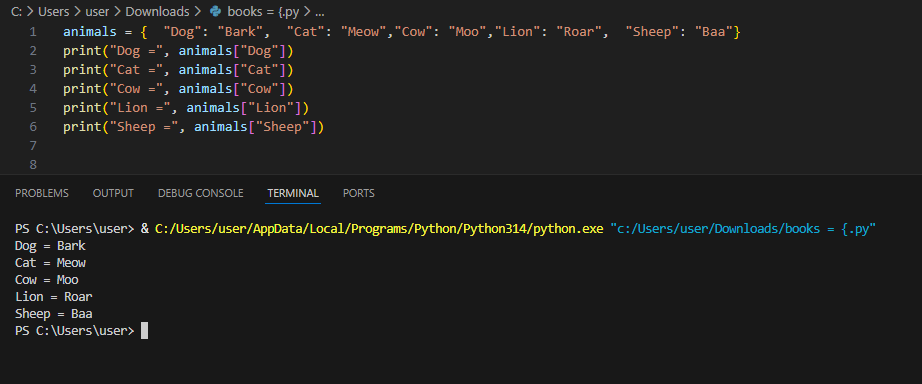 C: > Users > user > Downloads > books = {.py > ...
1 animals = {  "Dog": "Bark",  "Cat": "Meow","Cow": "Moo","Lion": "Roar",  "Sheep": "Baa"}
2 print("Dog =", animals["Dog"])
3 print("Cat =", animals["Cat"])
4 print("Cow =", animals["Cow"])
5 print("Lion =", animals["Lion"])
6 print("Sheep =", animals["Sheep"])
7
8
PROBLEMS OUTPUT DEBUG CONSOLE TERMINAL PORTS
PS C:\Users\user> & C:/Users/user/AppData/Local/Programs/Python/Python314/python.exe "c:/Users/user/Downloads/books = {.py"
Dog = Bark
Cat = Meow
Cow = Moo
Lion = Roar
Sheep = Baa
PS C:\Users\user>